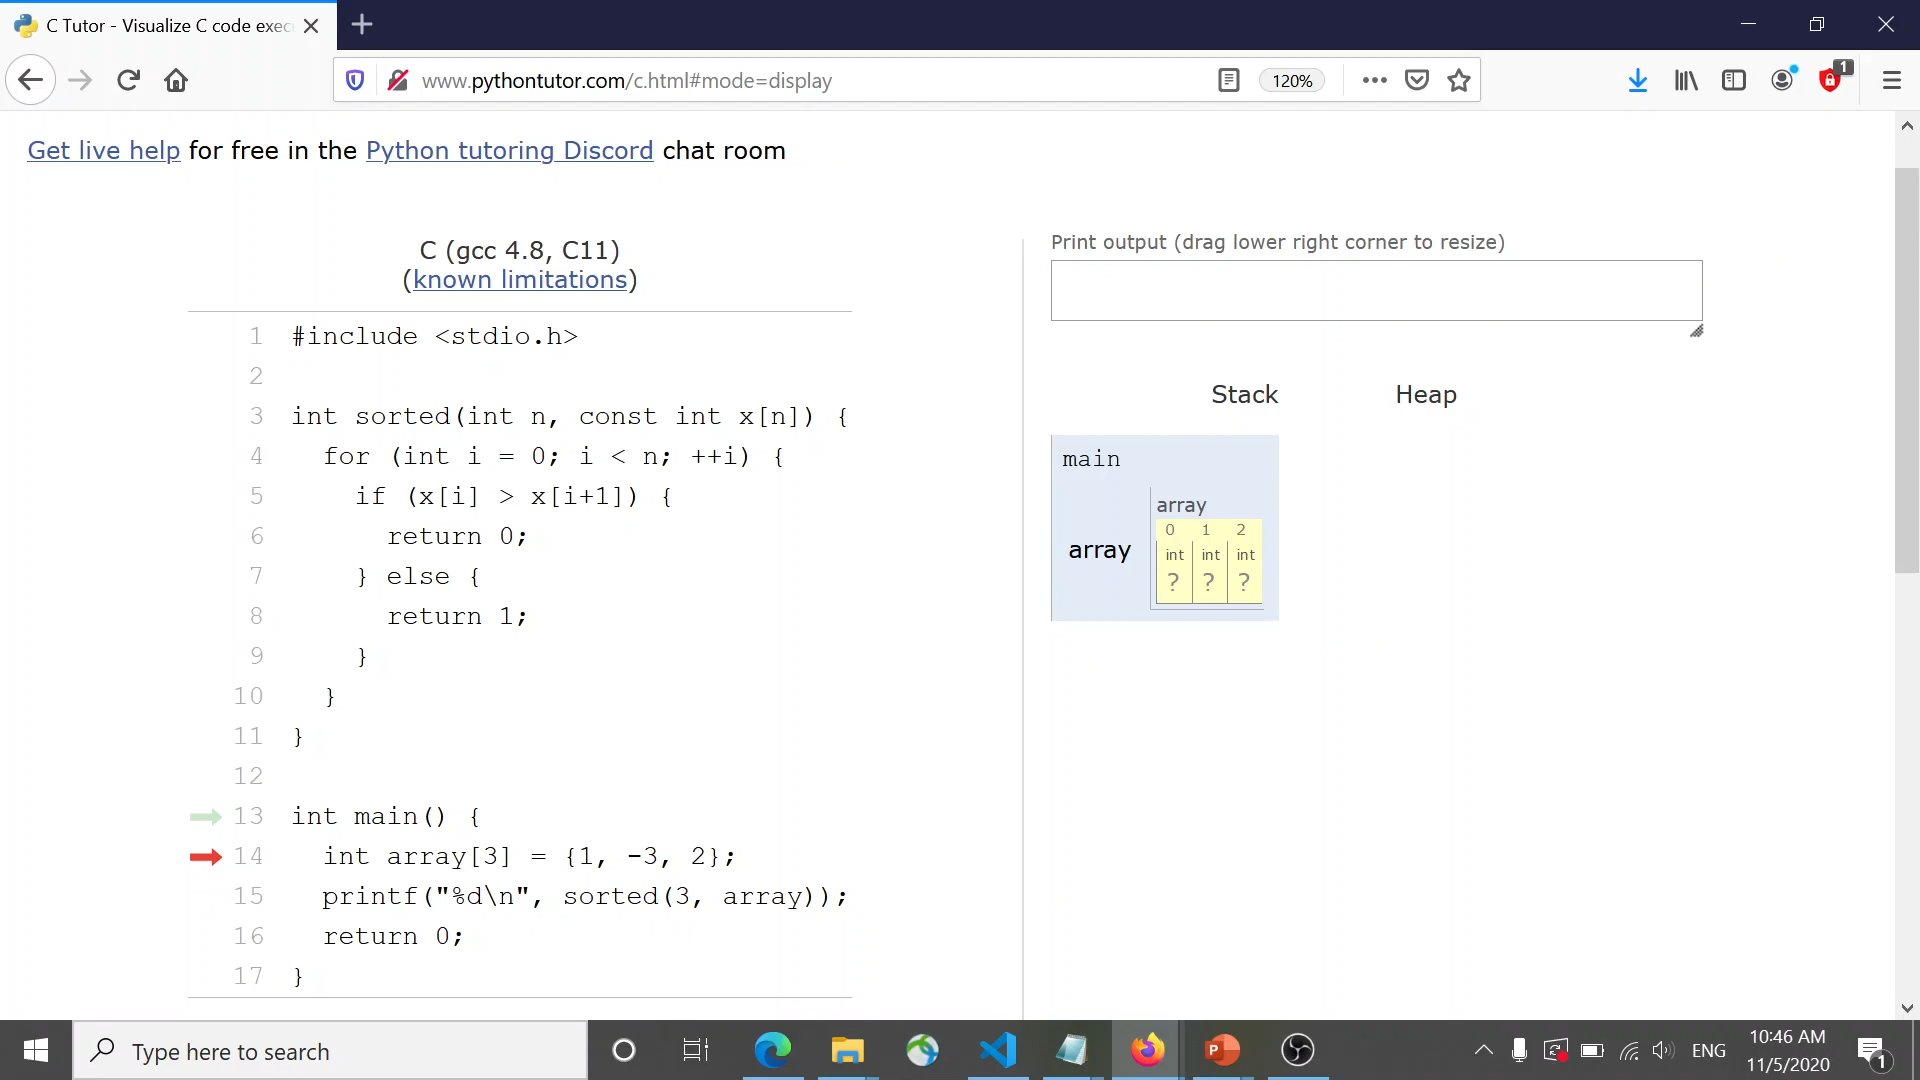 C Tutor - Visualize C code exec
www.pythontutor.com/c.html#mode=display
120%
1
Get live help for free in the Python tutoring Discord chat room
C (gcc 4.8, C11)
(known limitations)
1 #include <stdio.h>
2
3 int sorted(int n, const int x[n]) {
4   for (int i = 0; i < n; ++i) {
5     if (x[i] > x[i+1]) {
6       return 0;
7     } else {
8       return 1;
9     }
10   }
11 }
12
13 int main() {
14   int array[3] = {1, -3, 2};
15   printf("%d\n", sorted(3, array));
16   return 0;
17 }
Print output (drag lower right corner to resize)
Stack Heap
main
array
0 1 2
int int int
array
? ? ?
Type here to search
P
ENG
10:46 AM
11/5/2020
1